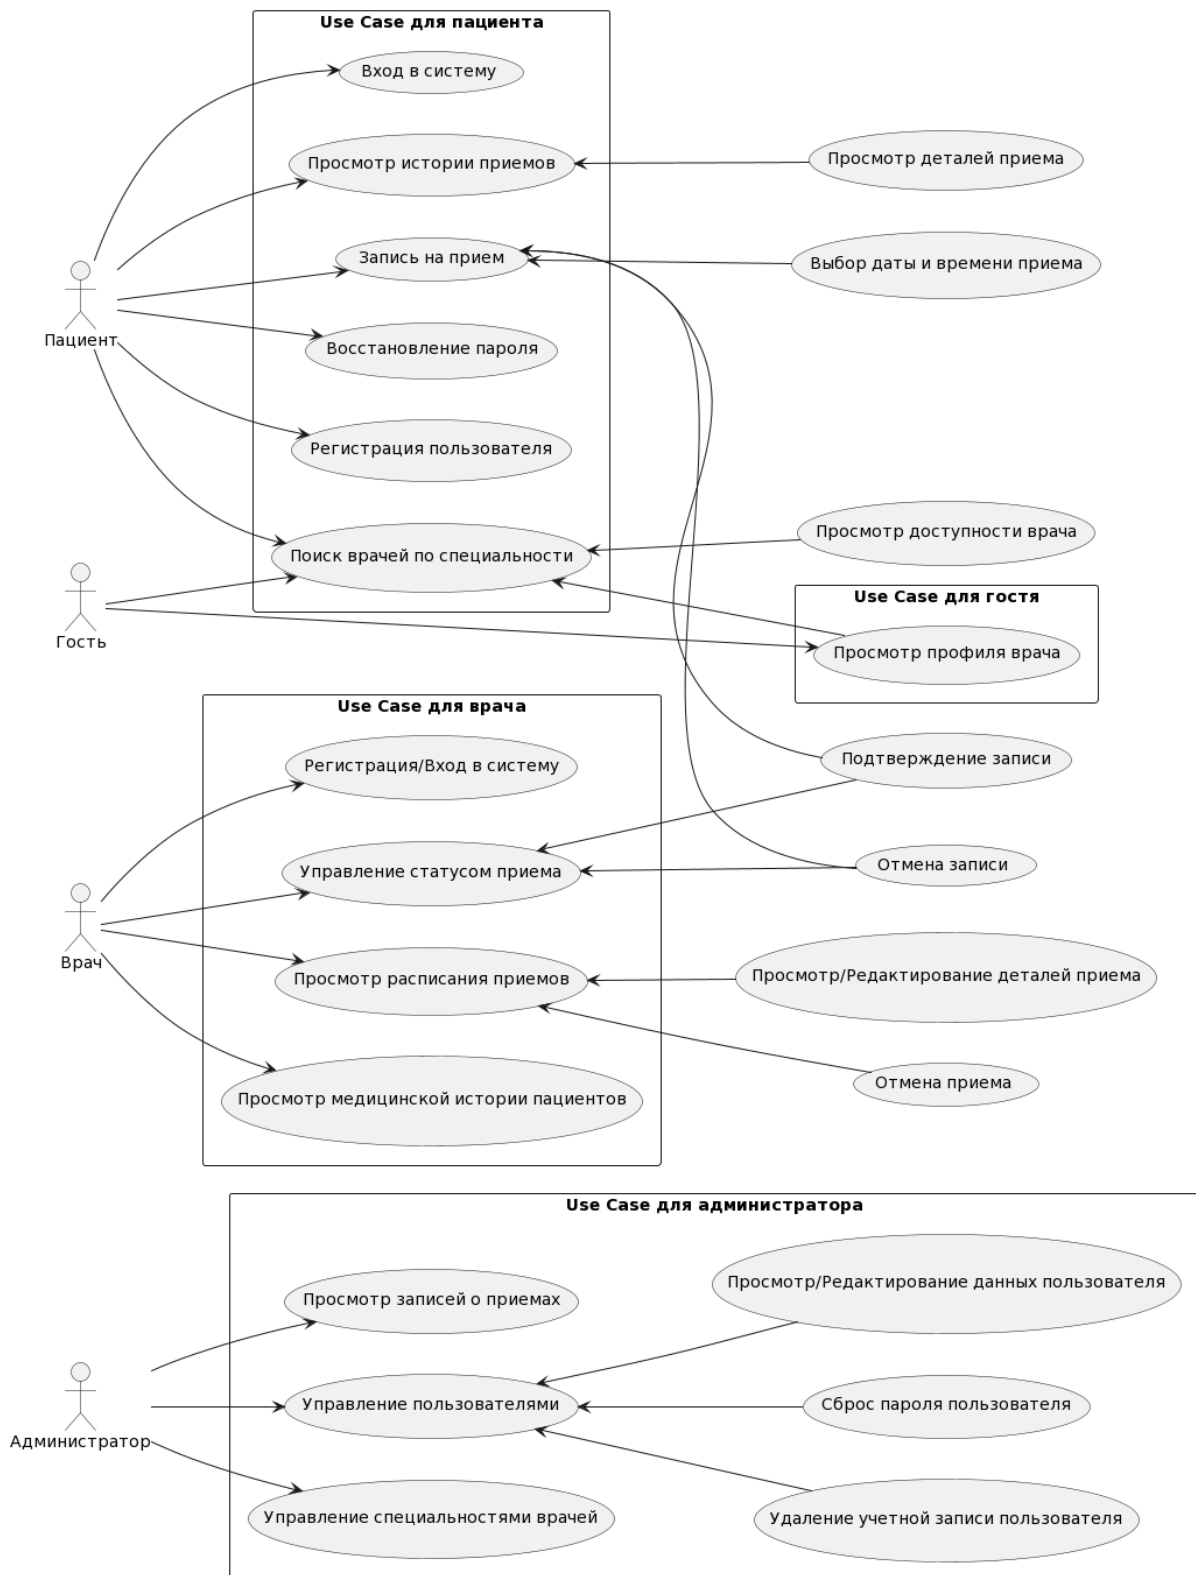 Use Case для пациента
Вход в систему
Просмотр истории приемов
Просмотр деталей приема
Запись на прием
Выбор даты и времени приема
Пациент
Восстановление пароля
Регистрация пользователя
Поиск врачей по специальности
Просмотр доступности врача
Гость
Use Case для гостя
Просмотр профиля врача
Use Case для врача
Регистрация/Вход в систему
Подтверждение записи
Управление статусом приема
Отмена записи
Врач
Просмотр расписания приемов
Просмотр/Редактирование деталей приема
Отмена приема
Просмотр медицинской истории пациентов
Use Case для администратора
Просмотр записей о приемах
Просмотр/Редактирование данных пользователя
Управление пользователями
Сброс пароля пользователя
Администратор
Управление специальностями врачей
Удаление учетной записи пользователя